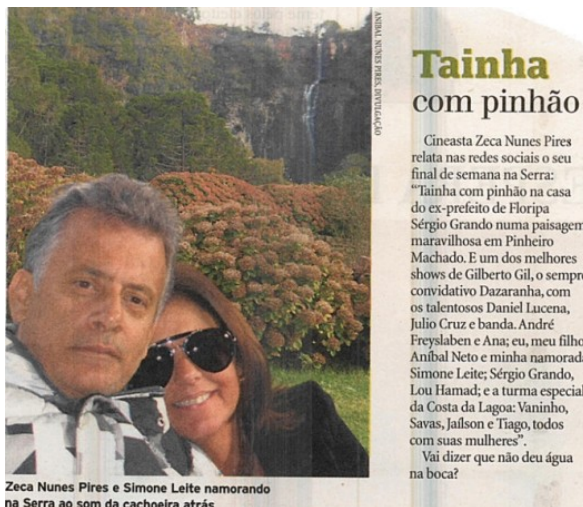 ANIBAL NUNES PIRES, DIVULGAÇÃO
Tainha
com pinhão
Cineasta Zeca Nunes Pires
relata nas redes sociais o seu
final de semana na Serra:
“Tainha com pinhão na casa
do ex-prefeito de Floripa
Sérgio Grando numa paisagem
maravilhosa em Pinheiro
Machado. E um dos melhores
shows de Gilberto Gil, o sempre
convidativo Dazaranha, com
os talentosos Daniel Lucena,
Julio Cruz e banda. André
Freyslaben e Ana; eu, meu filho
Aníbal Neto e minha namorad
Simone Leite; Sérgio Grando,
Lou Hamad; e a turma especial
da Costa da Lagoa: Vaninho,
Savas, Jaílson e Tiago, todos
com suas mulheres”.
Vai dizer que não deu água
na boca?
Zeca Nunes Pires e Simone Leite namorando
na Serra ao som da cachoeira atrás